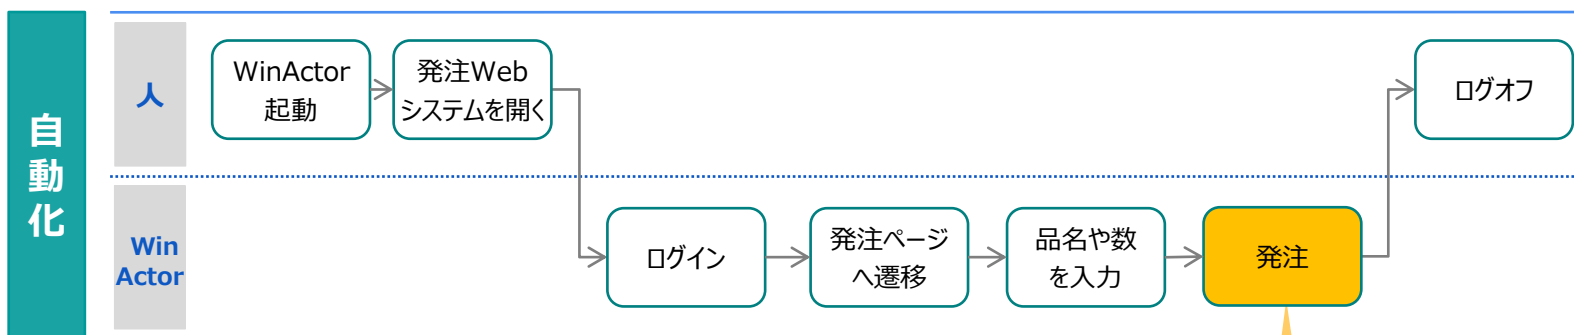 自動化
人
WinActor
起動
発注Web
システムを開く
ログオフ
Win
Actor
ログイン
発注ページ
へ遷移
品名や数
を入力
発注